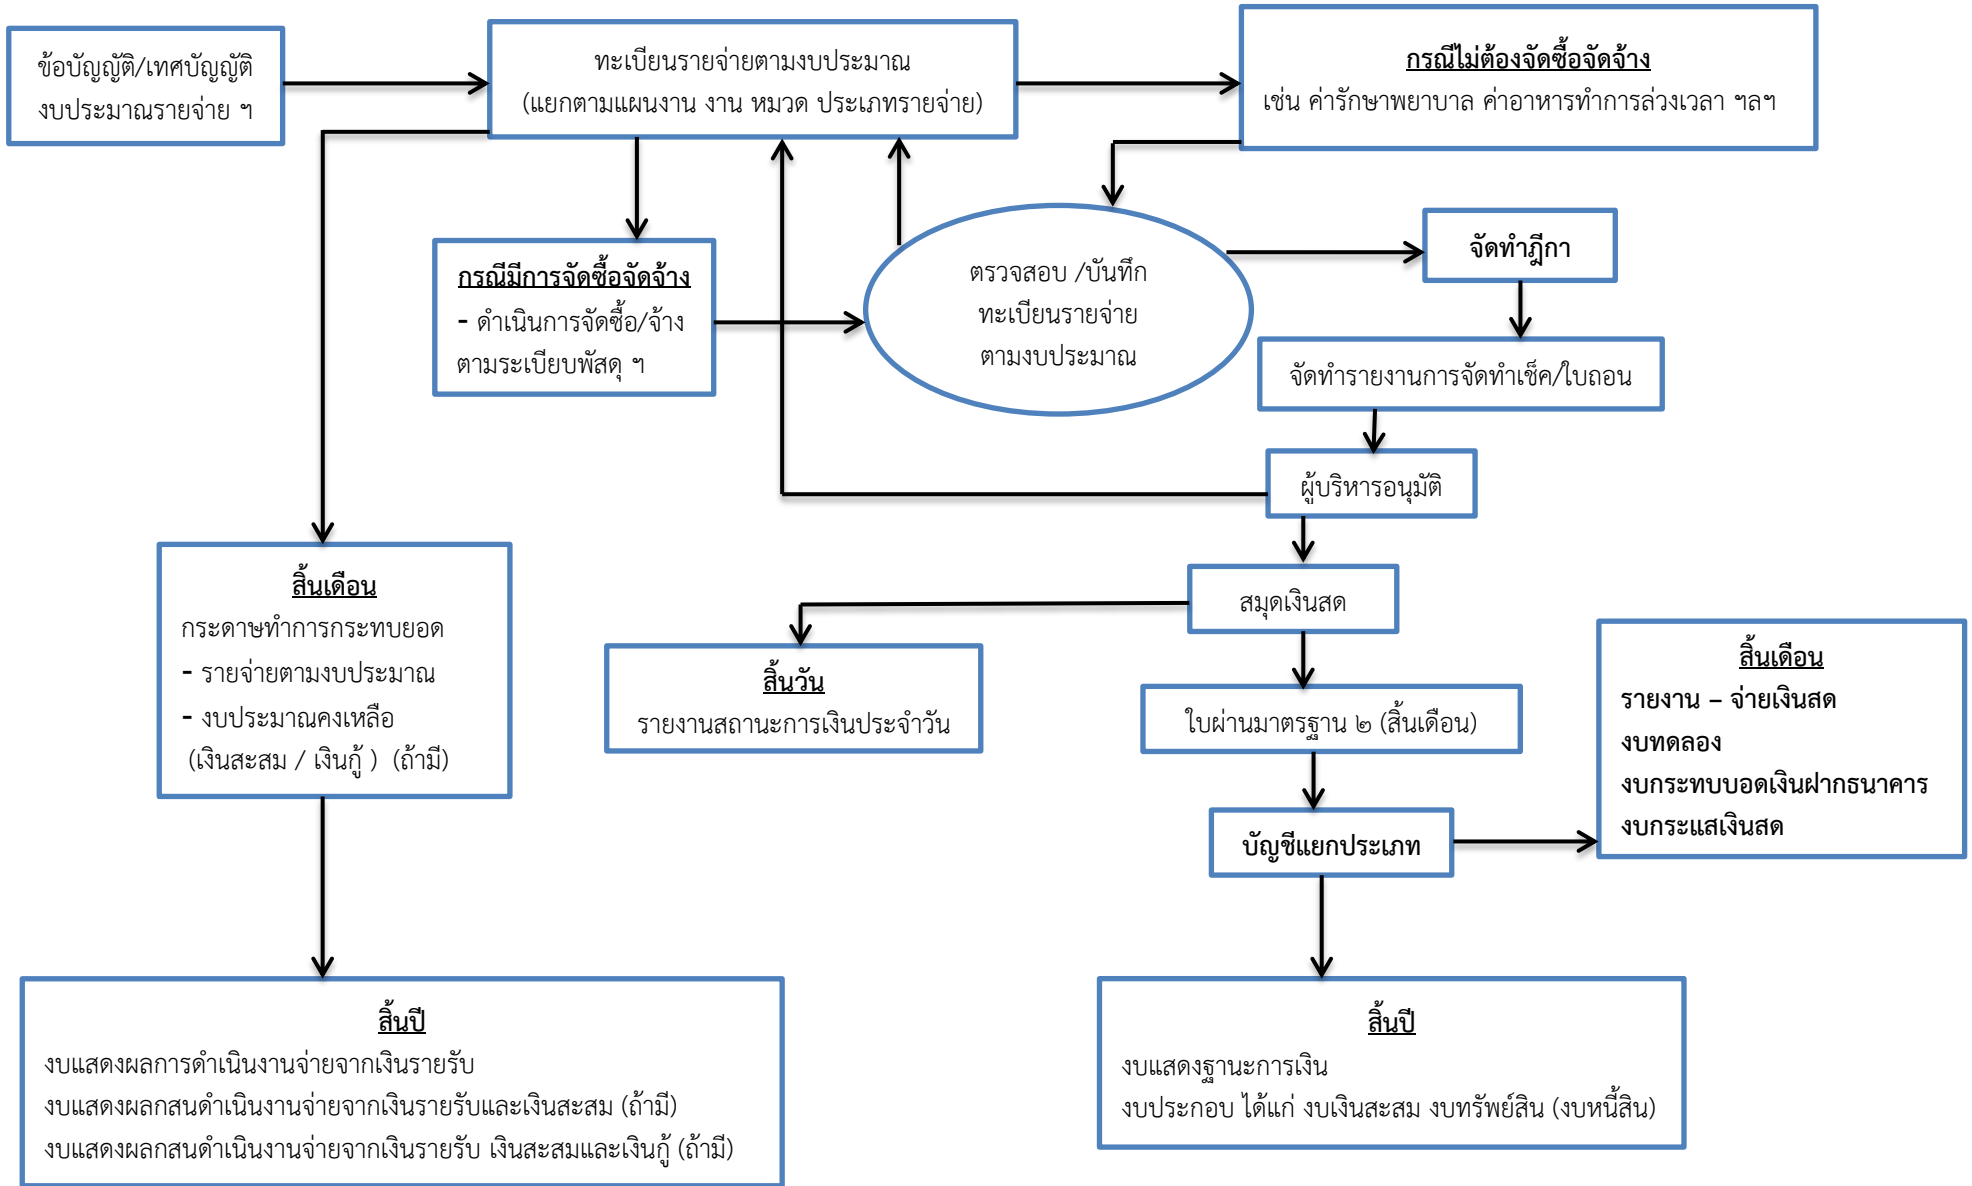 ข้อบัญญัติ/เทศบัญญัติ
งบประมาณรายจ่าย ฯ
ทะเบียนรายจ่ายตามงบประมาณ
(แยกตามแผนงาน งาน หมวด ประเภทรายจ่าย)
กรณีไม่ต้องจัดซื้อจัดจ้าง
เช่น ค่ารักษาพยาบาล ค่าอาหารทำการล่วงเวลา ฯลฯ
กรณีมีการจัดซื้อจัดจ้าง
- ดำเนินการจัดซื้อ/จ้าง
ตามระเบียบพัสดุ ฯ
ตรวจสอบ /บันทึก
ทะเบียนรายจ่าย
ตามงบประมาณ
จัดทำฎีกา
จัดทำรายงานการจัดทำเช็ค/ใบถอน
ผู้บริหารอนุมัติ
สมุดเงินสด
สิ้นวัน
รายงานสถานะการเงินประจำวัน
ใบผ่านมาตรฐาน ๒ (สิ้นเดือน)
บัญชีแยกประเภท
สิ้นเดือน
รายงาน – จ่ายเงินสด
งบทดลอง
งบกระทบบอดเงินฝากธนาคาร
งบกระแสเงินสด
สิ้นเดือน
กระดาษทำการกระทบยอด
- รายจ่ายตามงบประมาณ
- งบประมาณคงเหลือ
(เงินสะสม / เงินกู้ ) (ถ้ามี)
สิ้นปี
งบแสดงผลการดำเนินงานจ่ายจากเงินรายรับ
งบแสดงผลกสนดำเนินงานจ่ายจากเงินรายรับและเงินสะสม (ถ้ามี)
งบแสดงผลกสนดำเนินงานจ่ายจากเงินรายรับ เงินสะสมและเงินกู้ (ถ้ามี)
สิ้นปี
งบแสดงฐานะการเงิน
งบประกอบ ได้แก่ งบเงินสะสม งบทรัพย์สิน (งบหนี้สิน)